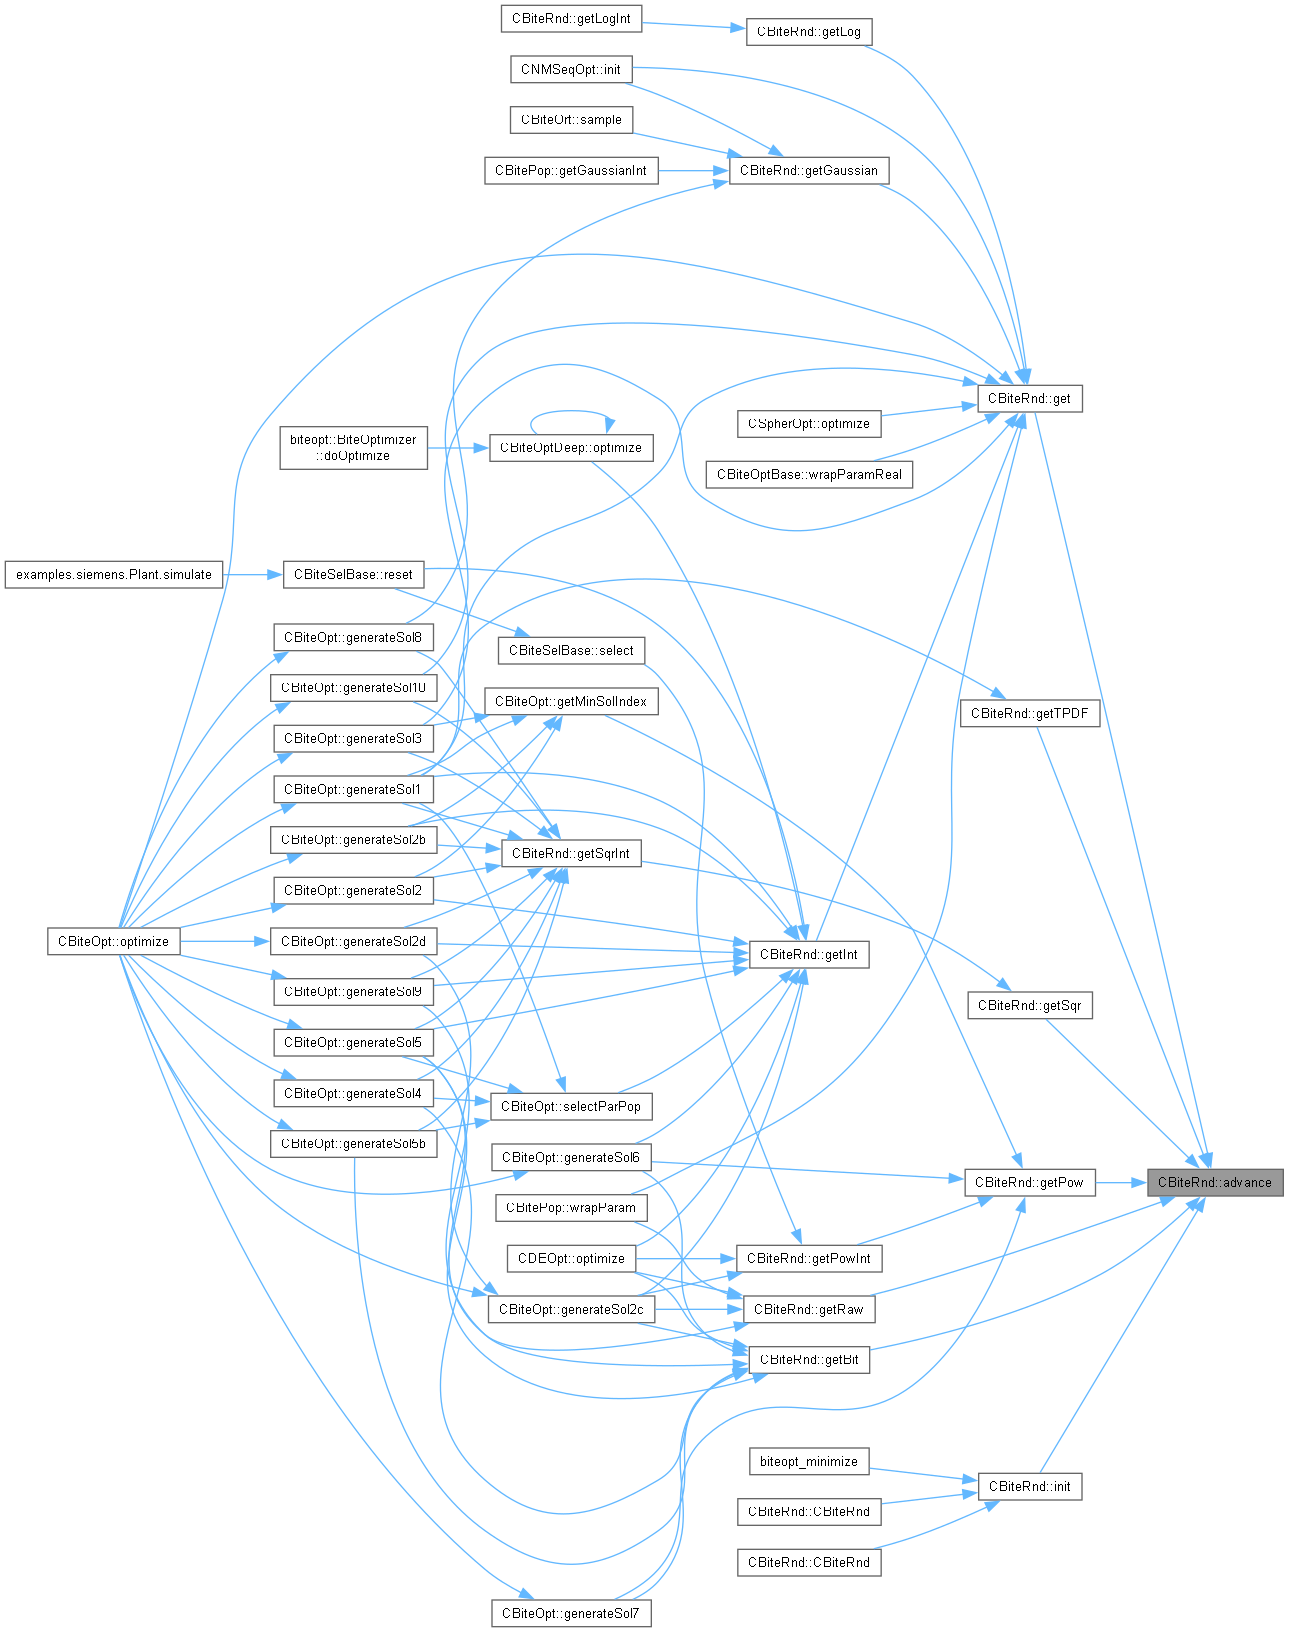 CBiteRnd::getLogInt
CBiteRnd::getLog
CNMSeqOpt::init
CBiteOrt::sample
CBitePop::getGaussianInt
CBiteRnd::getGaussian
CBiteRnd::get
CSpherOpt::optimize
biteopt::BiteOptimizer
::doOptimize
CBiteOptDeep::optimize
CBiteOptBase::wrapParamReal
examples.siemens.Plant.simulate
CBiteSelBase::reset
CBiteOpt::generateSol8
CBiteSelBase::select
CBiteOpt::generateSol10
CBiteOpt::getMinSolIndex
CBiteRnd::getTPDF
CBiteOpt::generateSol3
CBiteOpt::generateSol1
CBiteOpt::generateSol2b
CBiteRnd::getSqrInt
CBiteOpt::generateSol2
CBiteOpt::optimize
CBiteOpt::generateSol2d
CBiteRnd::getInt
CBiteOpt::generateSol9
CBiteRnd::getSqr
CBiteOpt::generateSol5
CBiteOpt::generateSol4
CBiteOpt::selectParPop
CBiteOpt::generateSol5b
CBiteOpt::generateSol6
CBiteRnd::getPow
CBiteRnd::advance
CBitePop::wrapParam
CDEOpt::optimize
CBiteRnd::getPowInt
CBiteOpt::generateSol2c
CBiteRnd::getRaw
CBiteRnd::getBit
biteopt_minimize
CBiteRnd::init
CBiteRnd::CBiteRnd
CBiteRnd::CBiteRnd
CBiteOpt::generateSol7